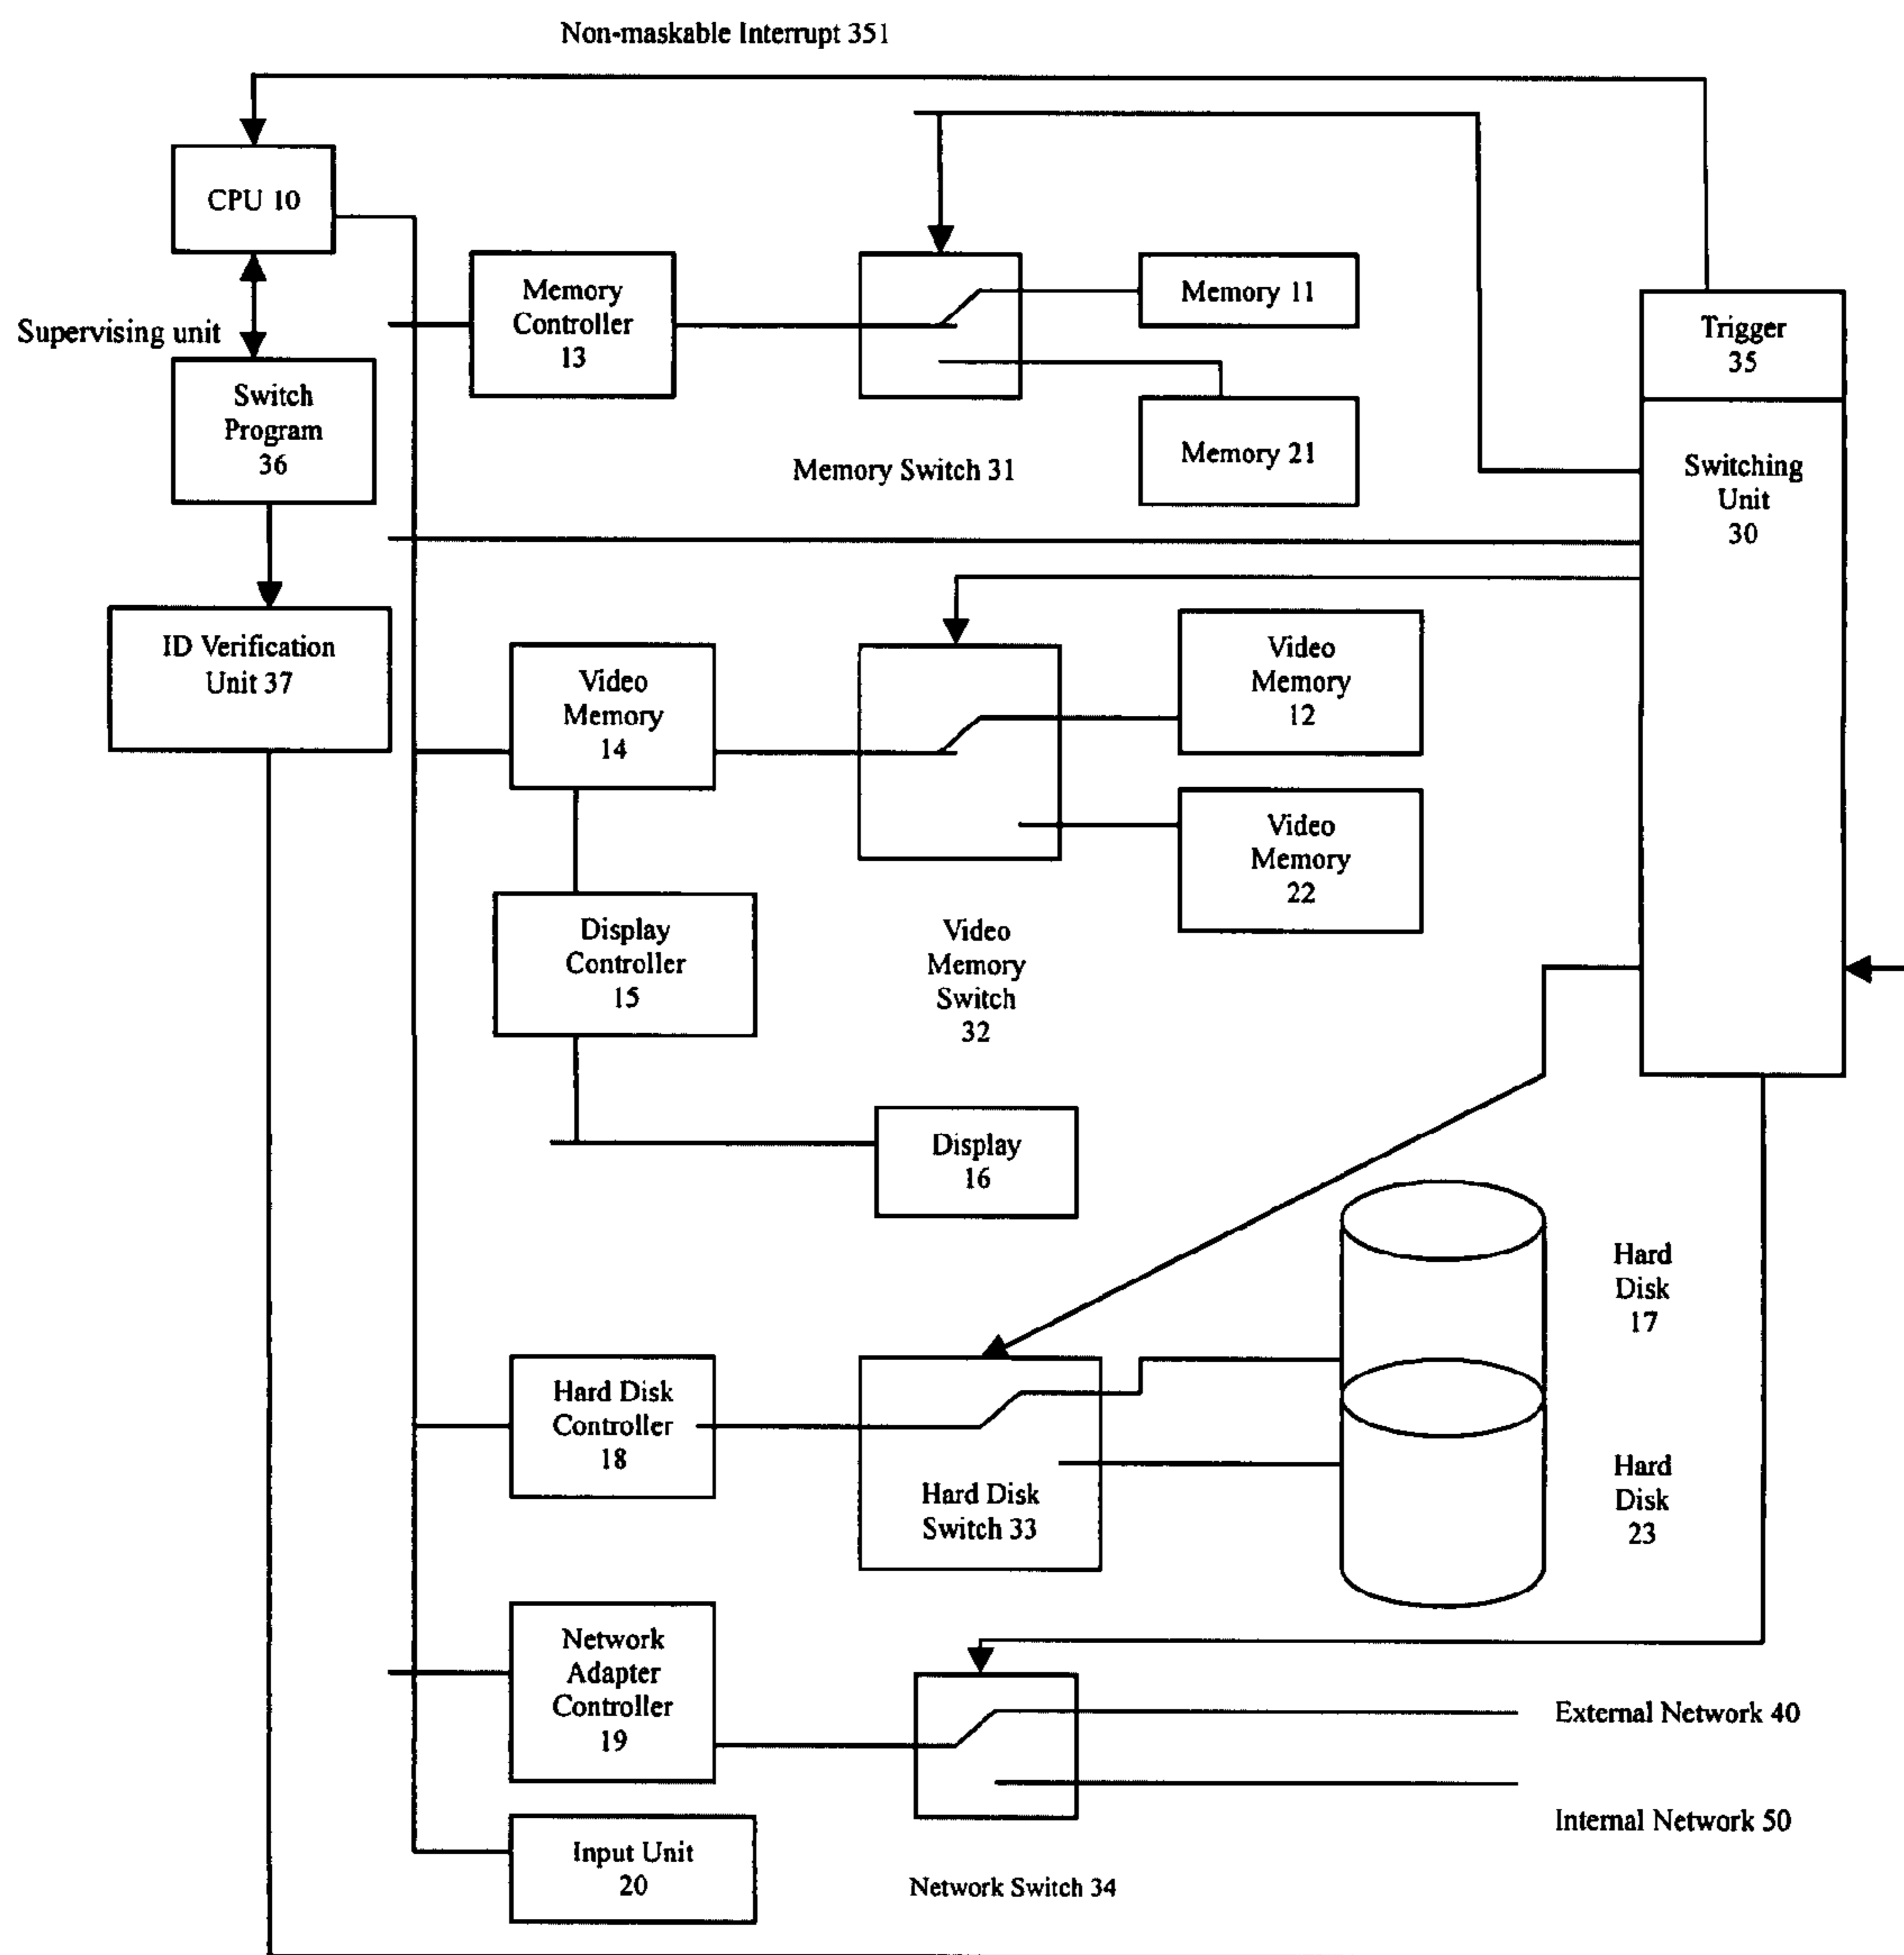 Non-maskable Interrupt 351
CPU 10
Supervising unit
Switch
Program
36
ID Verification
Unit 37
Memory
Controller
13
Memory 11
Memory 21
Memory Switch 31
Trigger
35
Switching
Unit
30
Video
Memory
14
Video
Memory
12
Video
Memory
22
Display
Controller
15
Video
Memory
Switch
32
Display
16
Hard
Disk
17
Hard Disk
Controller
18
Hard Disk
Switch 33
Hard
Disk
23
Network
Adapter
Controller
19
External Network 40
Internal Network 50
Input Unit
20
Network Switch 34